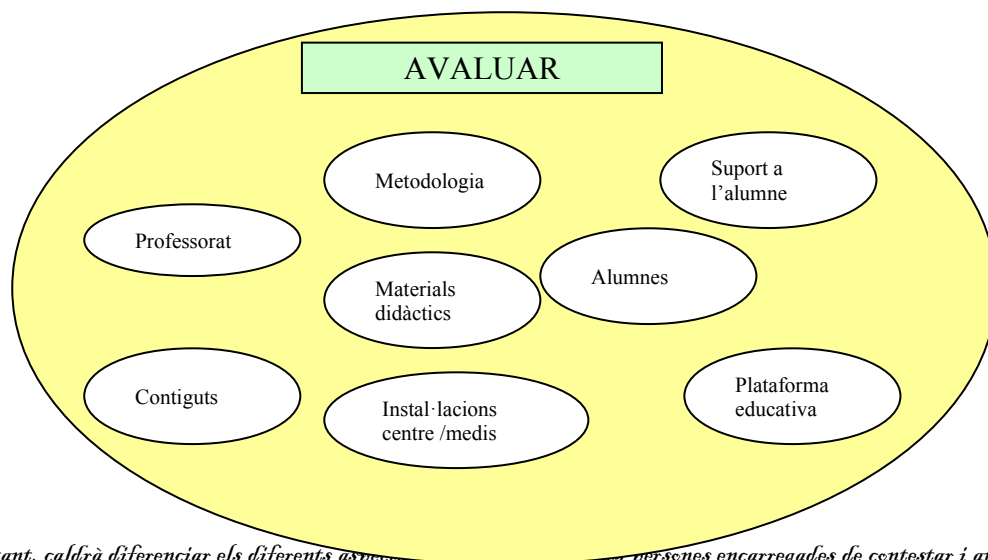 AVALUAR
Metodologia
Suport a
l’alumne
Professorat
Alumnes
Materials
didàctics
Contiguts
Plataforma
educativa
Instal·lacions
centre /medis
caldrà diferenciar els diferents persones encarregades de contestar i